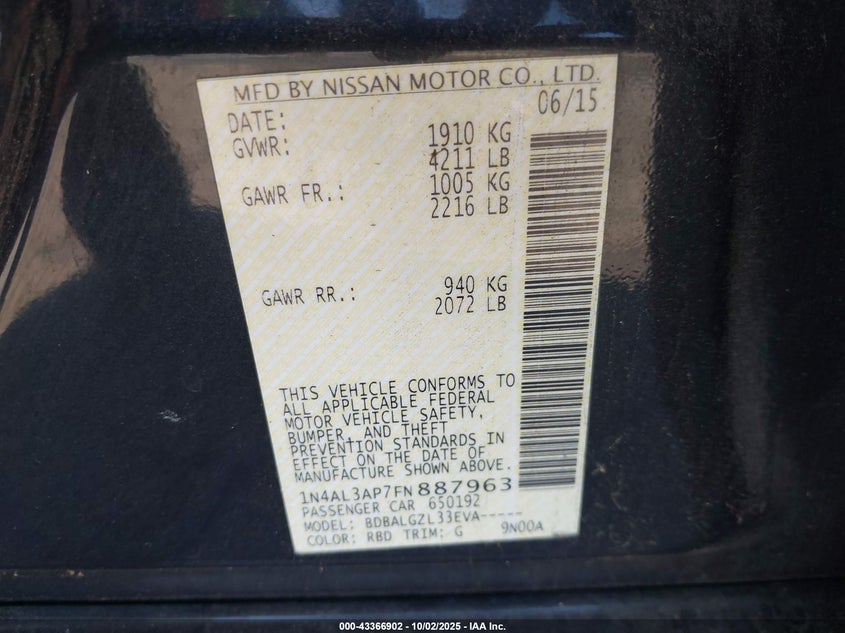 MFD BY NISSAN MOTOR CO., LTD.
DATE: 06/15
GVWR: 1910 KG
4211 LB
GAWR FR.: 1005 KG
2216 LB
GAWR RR.: 940 KG
2072 LB
THIS VEHICLE CONFORMS TO
ALL APPLICABLE FEDERAL
MOTOR VEHICLE SAFETY,
BUMPER, AND THEFT
PREVENTION STANDARDS IN
EFFECT ON THE DATE OF
MANUFACTURE SHOWN ABOVE.
1N4AL3AP7FN887963
PASSENGER CAR 650192
MODEL: BDBALGZL33EVA-----
COLOR: RBD TRIM: G 9N00A
000-43366902 - 10/02/2025 - IAA Inc.